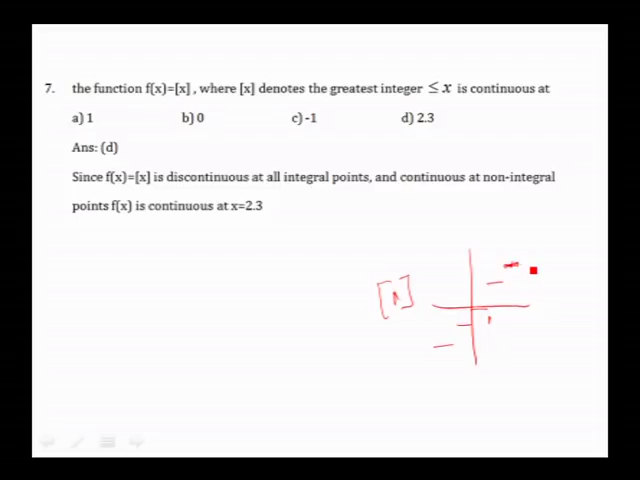 7. the function f(x)=[x] , where [x] denotes the greatest integer ≤ x is continuous at
a) 1 b) 0 c) -1 d) 2.3
Ans: (d)
Since f(x)=[x] is discontinuous at all integral points, and continuous at non-integral
points f(x) is continuous at x=2.3